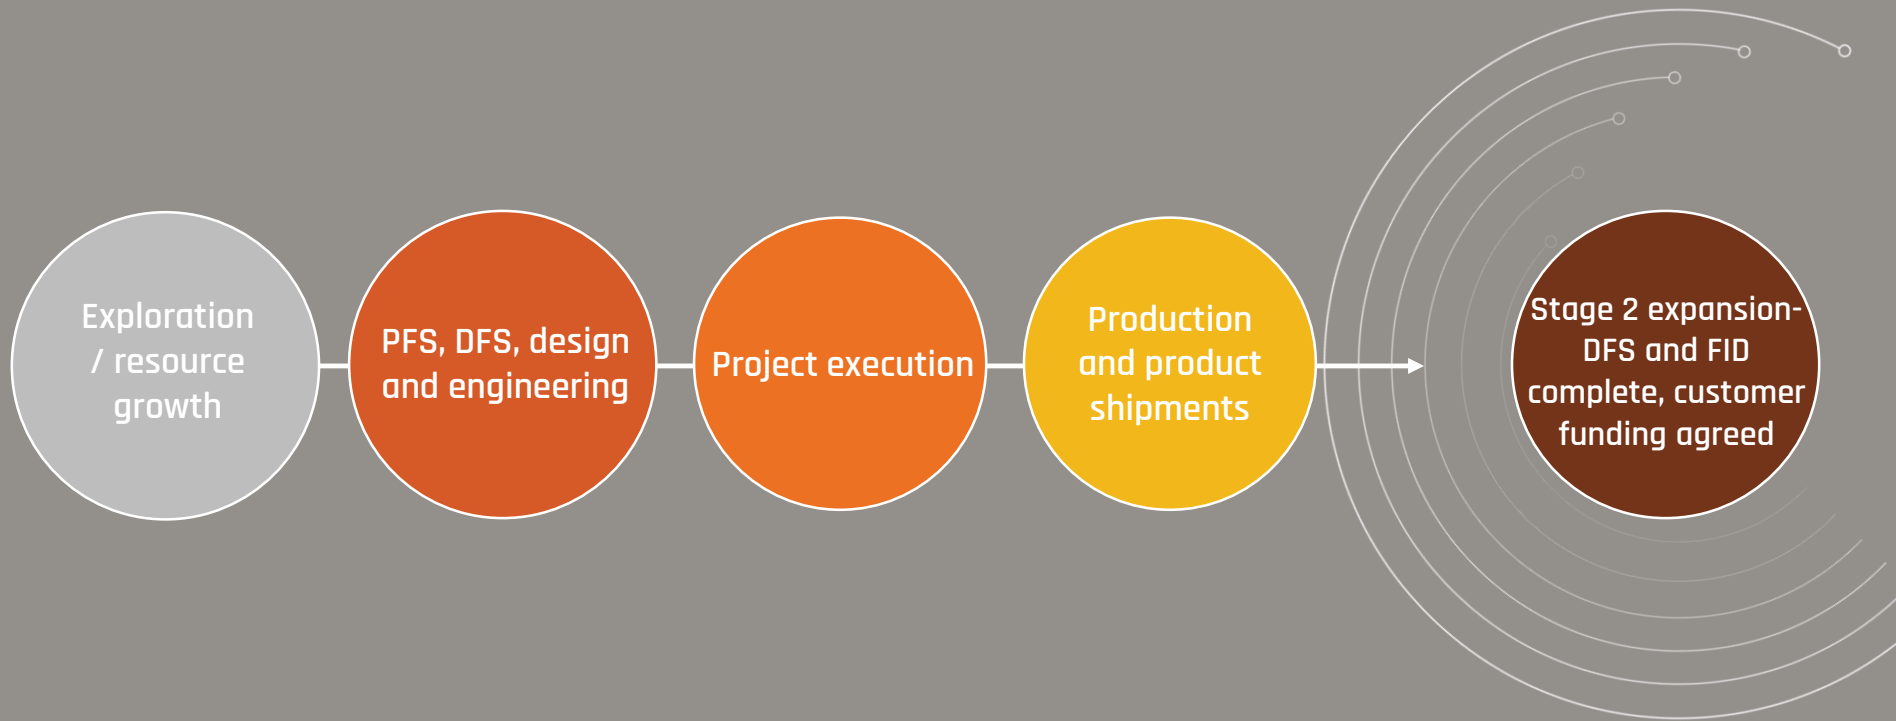 Exploration
/ resource
growth
PFS, DFS, design
and engineering
Project execution
Production
and product
shipments
Stage 2 expansion-
DFS and FID
complete, customer
funding agreed